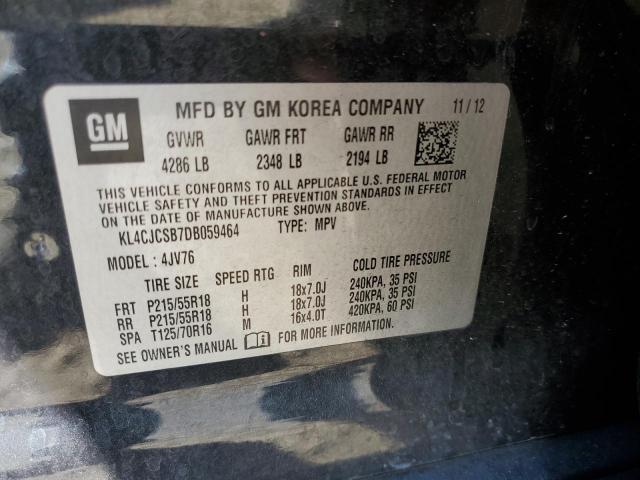 GM
MFD BY GM KOREA COMPANY 11 / 12
GVWR GAWR FRT GAWR RR
4286 LB 2348 LB 2194 LB
THIS VEHICLE CONFORMS TO ALL APPLICABLE U.S. FEDERAL MOTOR
VEHICLE SAFETY AND THEFT PREVENTION STANDARDS IN EFFECT
ON THE DATE OF MANUFACTURE SHOWN ABOVE.
KL4CJCSB7DB059464 TYPE: MPV
MODEL : 4JV76
TIRE SIZE SPEED RTG RIM COLD TIRE PRESSURE
FRT P215/55R18 H 18x7.0J 240KPA, 35 PSI
RR P215/55R18 H 18x7.0J 240KPA, 35 PSI
SPA T125/70R16 M 16x4.0T 420KPA, 60 PSI
SEE OWNER'S MANUAL FOR MORE INFORMATION.